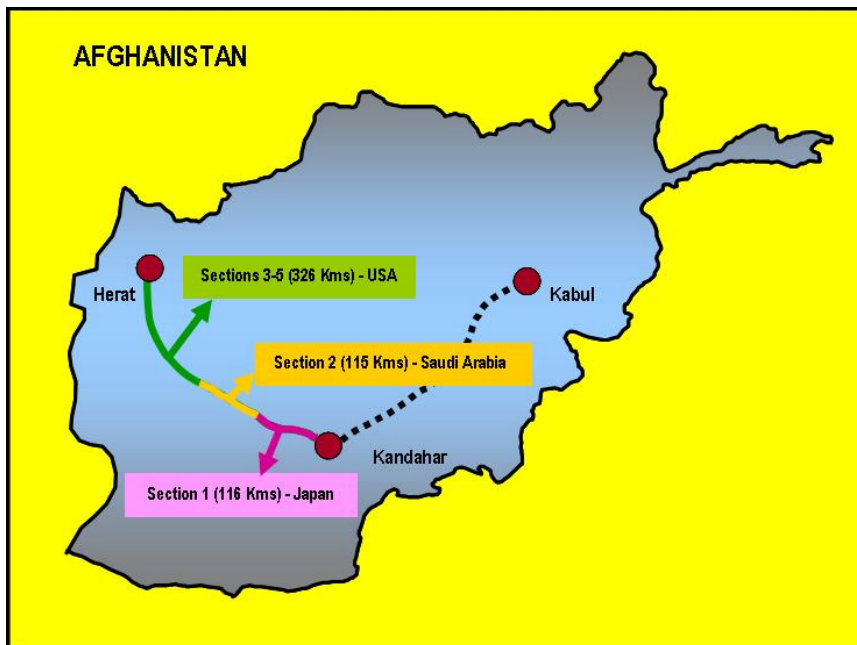 AFGHANISTAN
Herat
Sections 3-5 (326 Kms) - USA
Kabul
Section 2 (115 Kms) - Saudi Arabia
Kandahar
Section 1 (116 Kms) - Japan